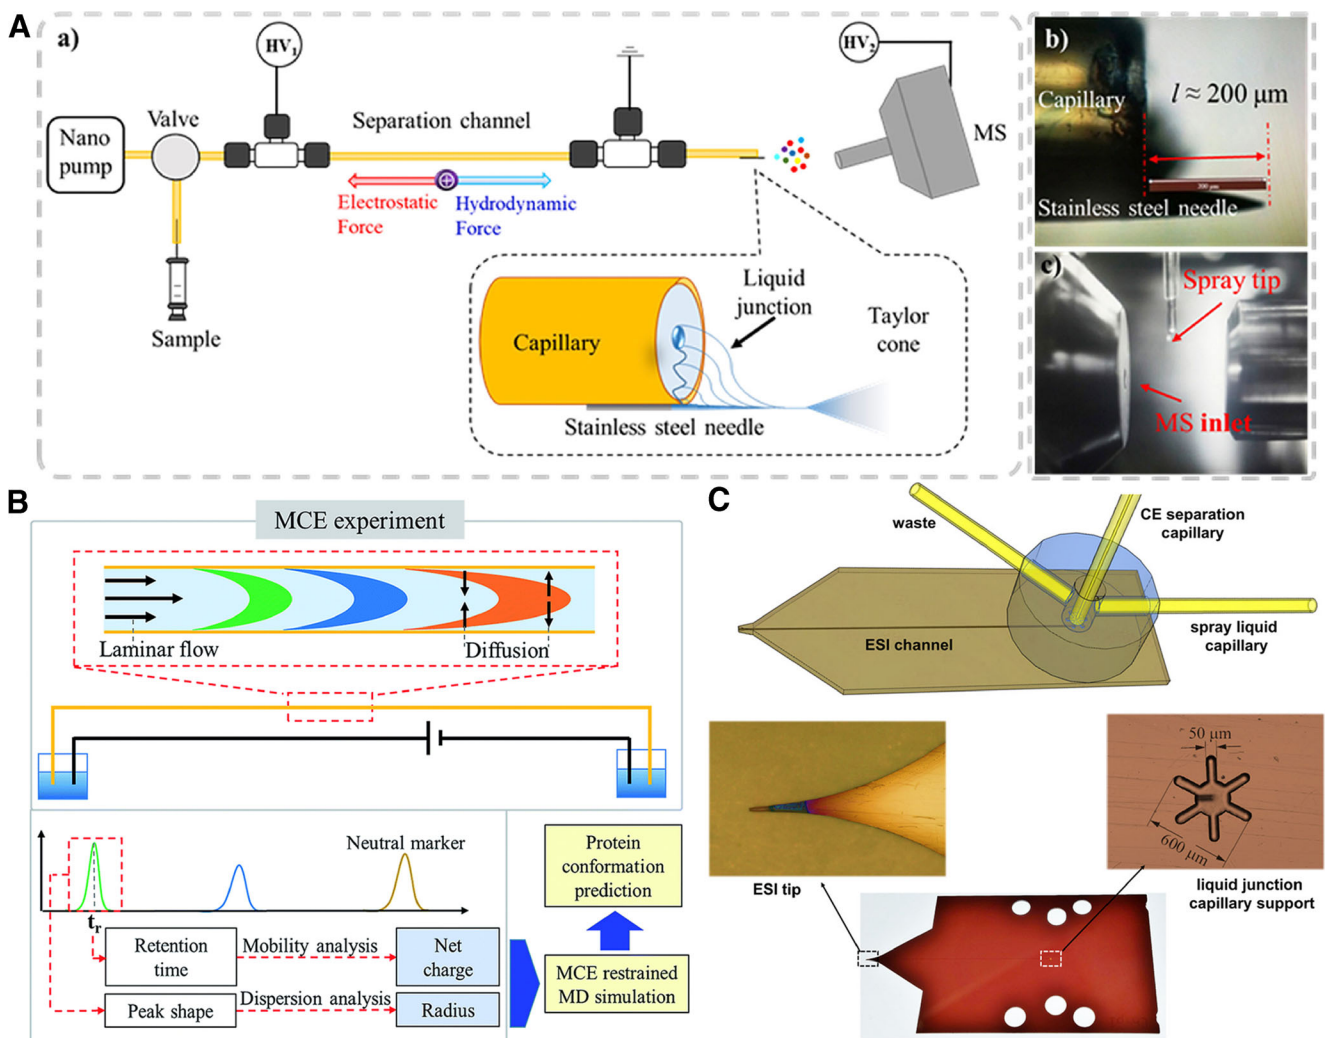 A
a)
HV1
HV2
Nano
pump
Valve
Separation channel
MS
Electrostatic
Force
Hydrodynamic
Force
Sample
Liquid
junction
Taylor
cone
Capillary
Stainless steel needle
b)
Capillary
l ≈ 200 μm
200 μm
Stainless steel needle
c)
Spray tip
MS inlet
B
MCE experiment
Laminar flow
Diffusion
Neutral marker
tr
Retention
time
Mobility analysis
Net
charge
Peak shape
Dispersion analysis
Radius
Protein
conformation
prediction
MCE restrained
MD simulation
C
waste
CE separation
capillary
ESI channel
spray liquid
capillary
ESI tip
50 μm
600 μm
liquid junction
capillary support